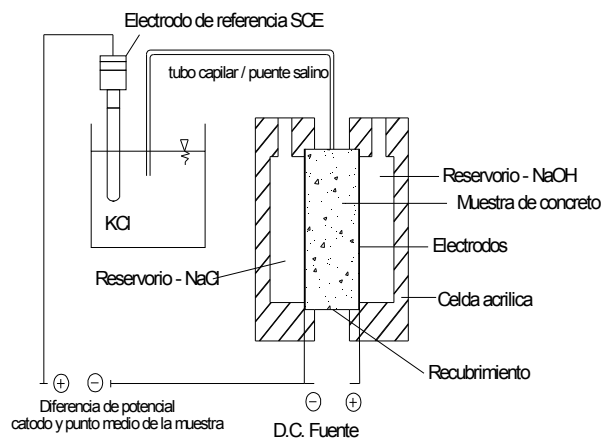 Electrodo de referencia SCE
tubo capilar / puente salino
Reservorio - NaOH
Muestra de concreto
KCl
Electrodos
Reservorio - NaCl
Celda acrilica
Recubrimiento
+ -
Diferencia de potencial
catodo y punto medio de la muestra
- +
D.C. Fuente